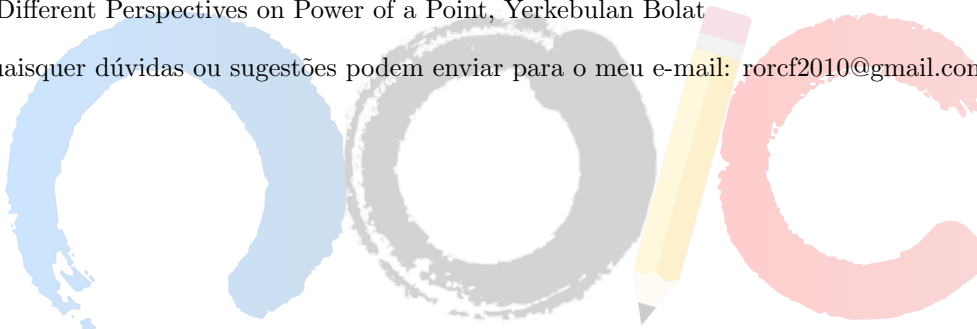 Different Perspectives on Power of a Point, Yerkebulan Bolat
uaisquer dúvidas ou sugestões podem enviar para o meu e-mail: rorcf2010@gmail.com